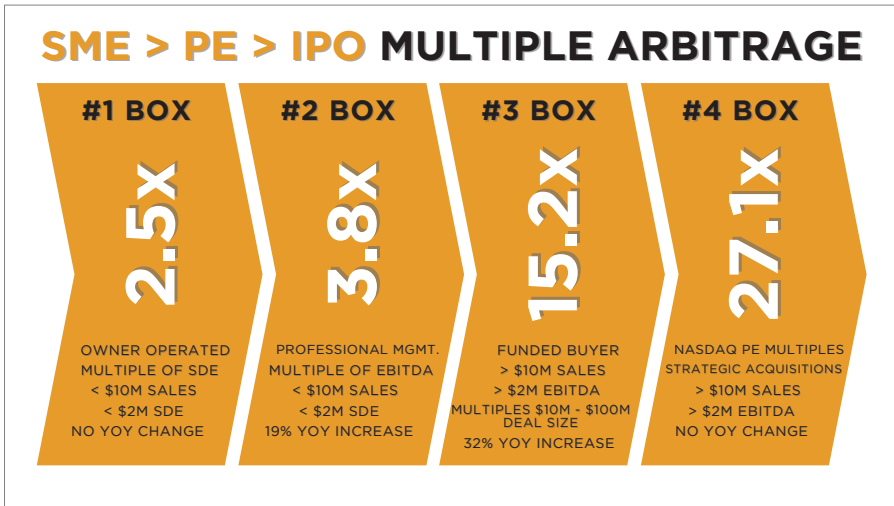 SME > PE > IPO MULTIPLE ARBITRAGE
#1 BOX
2.5x
OWNER OPERATED
MULTIPLE OF SDE
< $10M SALES
< $2M SDE
NO YOY CHANGE
#2 BOX
3.8x
PROFESSIONAL MGMT.
MULTIPLE OF EBITDA
< $10M SALES
< $2M SDE
19% YOY INCREASE
#3 BOX
15.2x
FUNDED BUYER
> $10M SALES
> $2M EBITDA
MULTIPLES $10M - $100M
DEAL SIZE
32% YOY INCREASE
#4 BOX
27.1x
NASDAQ PE MULTIPLES
STRATEGIC ACQUISITIONS
> $10M SALES
> $2M EBITDA
NO YOY CHANGE